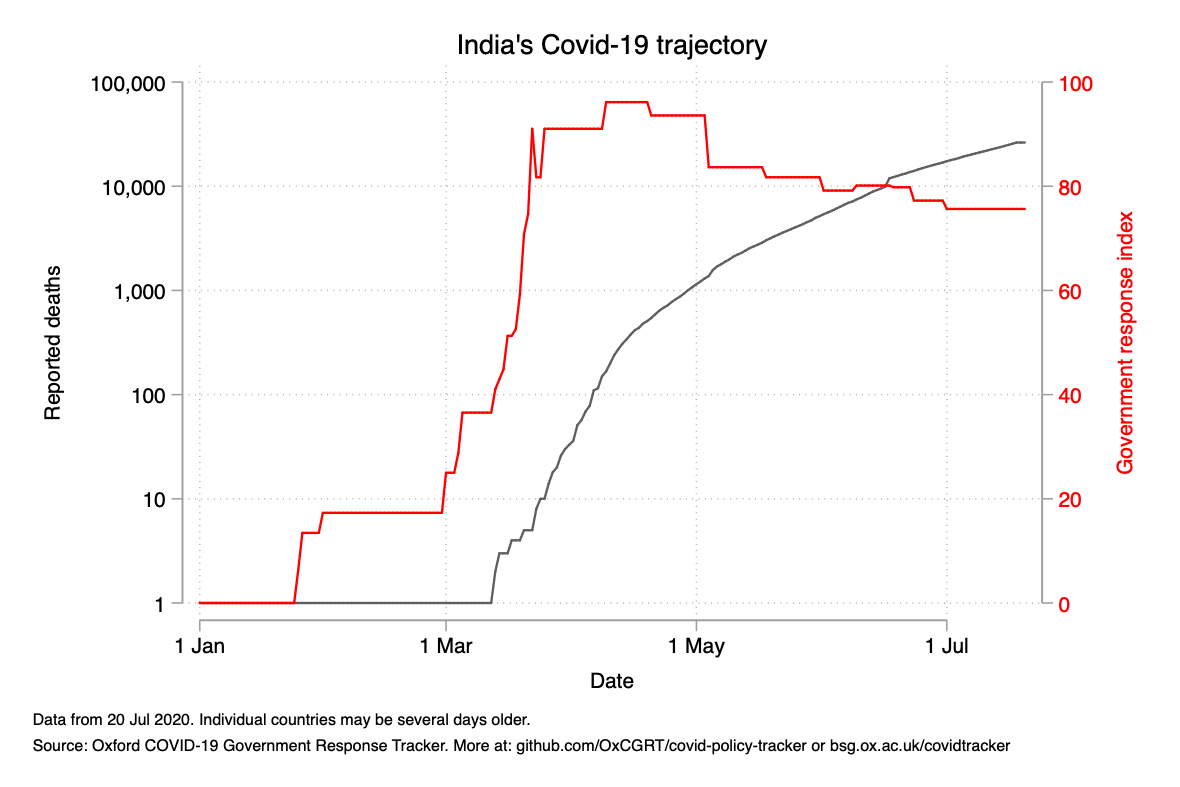 India's Covid-19 trajectory
100,000
10,000
1,000
100
10
1
Reported deaths
100
80
60
40
20
0
Government response index
1 Jan
1 Mar
1 May
1 Jul
Date
Data from 20 Jul 2020. Individual countries may be several days older.
Source: Oxford COVID-19 Government Response Tracker. More at: github.com/OxCGRT/covid-policy-tracker or bsg.ox.ac.uk/covidtracker